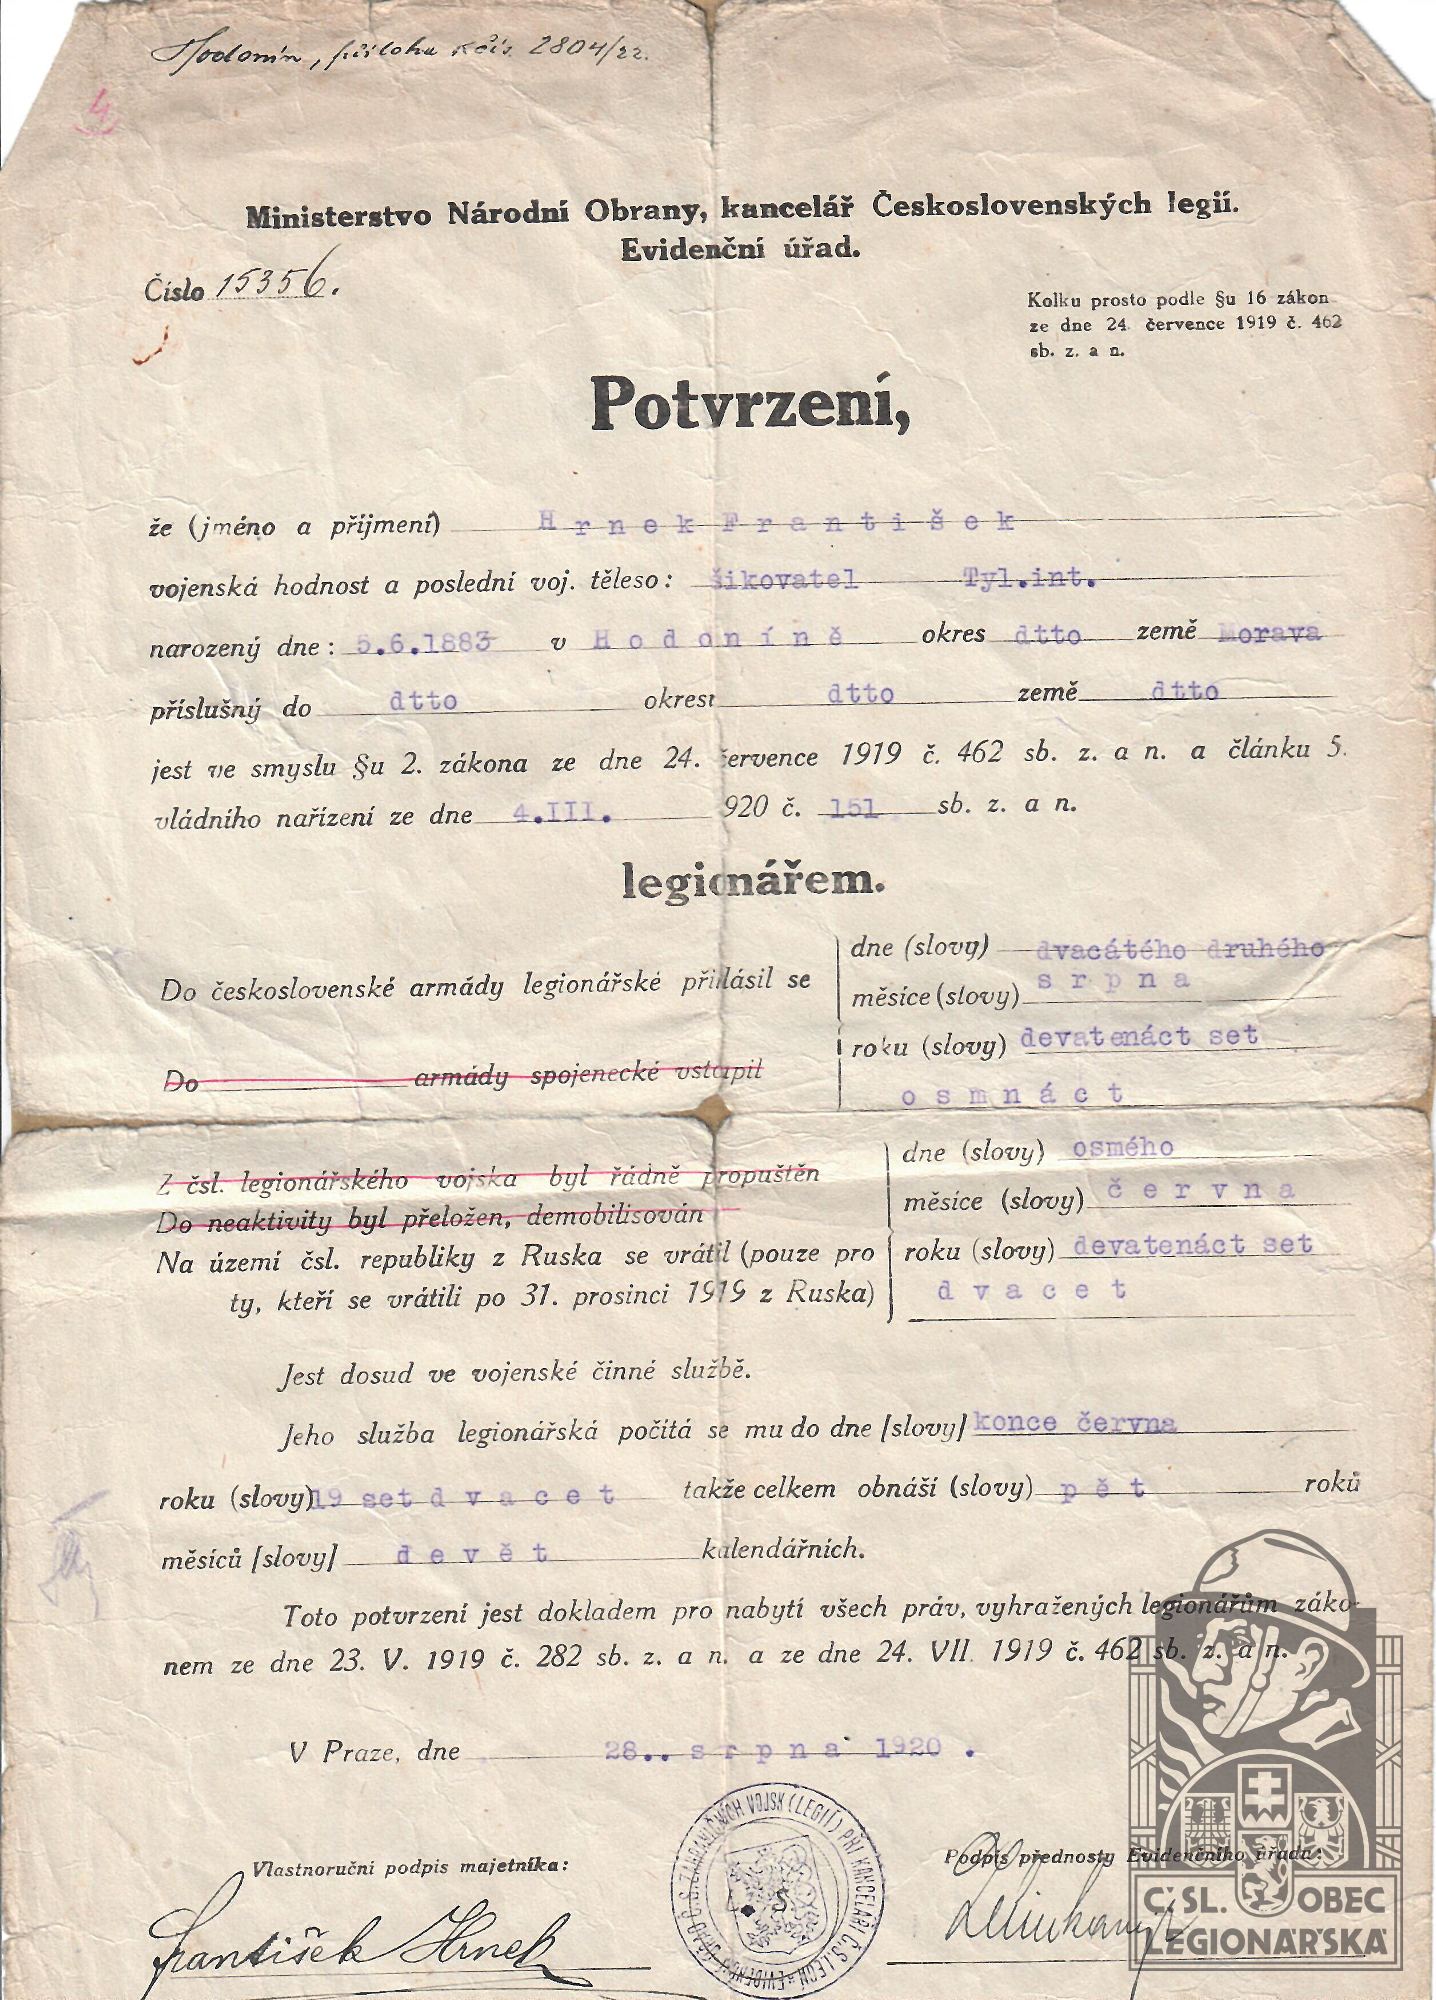 Hodonín, příloha k čís. 2804/22.
4
Ministerstvo Národní Obrany, kancelář Československých legií.
Evidenční úřad.
Číslo 15356.
Kolku prosto podle §u 16 zákon
ze dne 24. července 1919 č. 462
sb. z. a n.
Potvrzení,
že (jméno a příjmení) Hrnek František
vojenská hodnost a poslední voj. těleso: šikovatel Tyl.int.
narozený dne: 5.6.1883 v Hodoníně okres dtto země Morava
příslušný do dtto okresu dtto země dtto
jest ve smyslu §u 2. zákona ze dne 24. července 1919 č. 462 sb. z. a n. a článku 5.
vládního nařízení ze dne 4.III. 920 č. 151 sb. z. a n.
legionářem.
Do československé armády legionářské přihlásil se
dne (slovy) dvacátého druhého
měsíce (slovy) srpna
roku (slovy) devatenáct set
osmnáct
Do armády spojenecké vstoupil
Z čsl. legionářského vojska byl řádně propuštěn
Do neaktivity byl přeložen, demobilisován
Na území čsl. republiky z Ruska se vrátil (pouze pro
ty, kteří se vrátili po 31. prosinci 1919 z Ruska)
dne (slovy) osmého
měsíce (slovy) června
roku (slovy) devatenáct set
dvacet
Jest dosud ve vojenské činné službě.
Jeho služba legionářská počítá se mu do dne [slovy] konce června
roku (slovy) 19 set dvacet takže celkem obnáší (slovy) pět roků
měsíců [slovy] devět kalendářních.
Toto potvrzení jest dokladem pro nabytí všech práv, vyhražených legionářům záko-
nem ze dne 23. V. 1919 č. 282 sb. z. a n. a ze dne 24. VII. 1919 č. 462 sb. z. a n.
V Praze, dne 28.. srpna 1920 .
Vlastnoruční podpis majetníka:
František Hrnek
Podpis přednosty Evidenčního úřadu:
ČSL. OBEC
LEGIONÁŘSKÁ